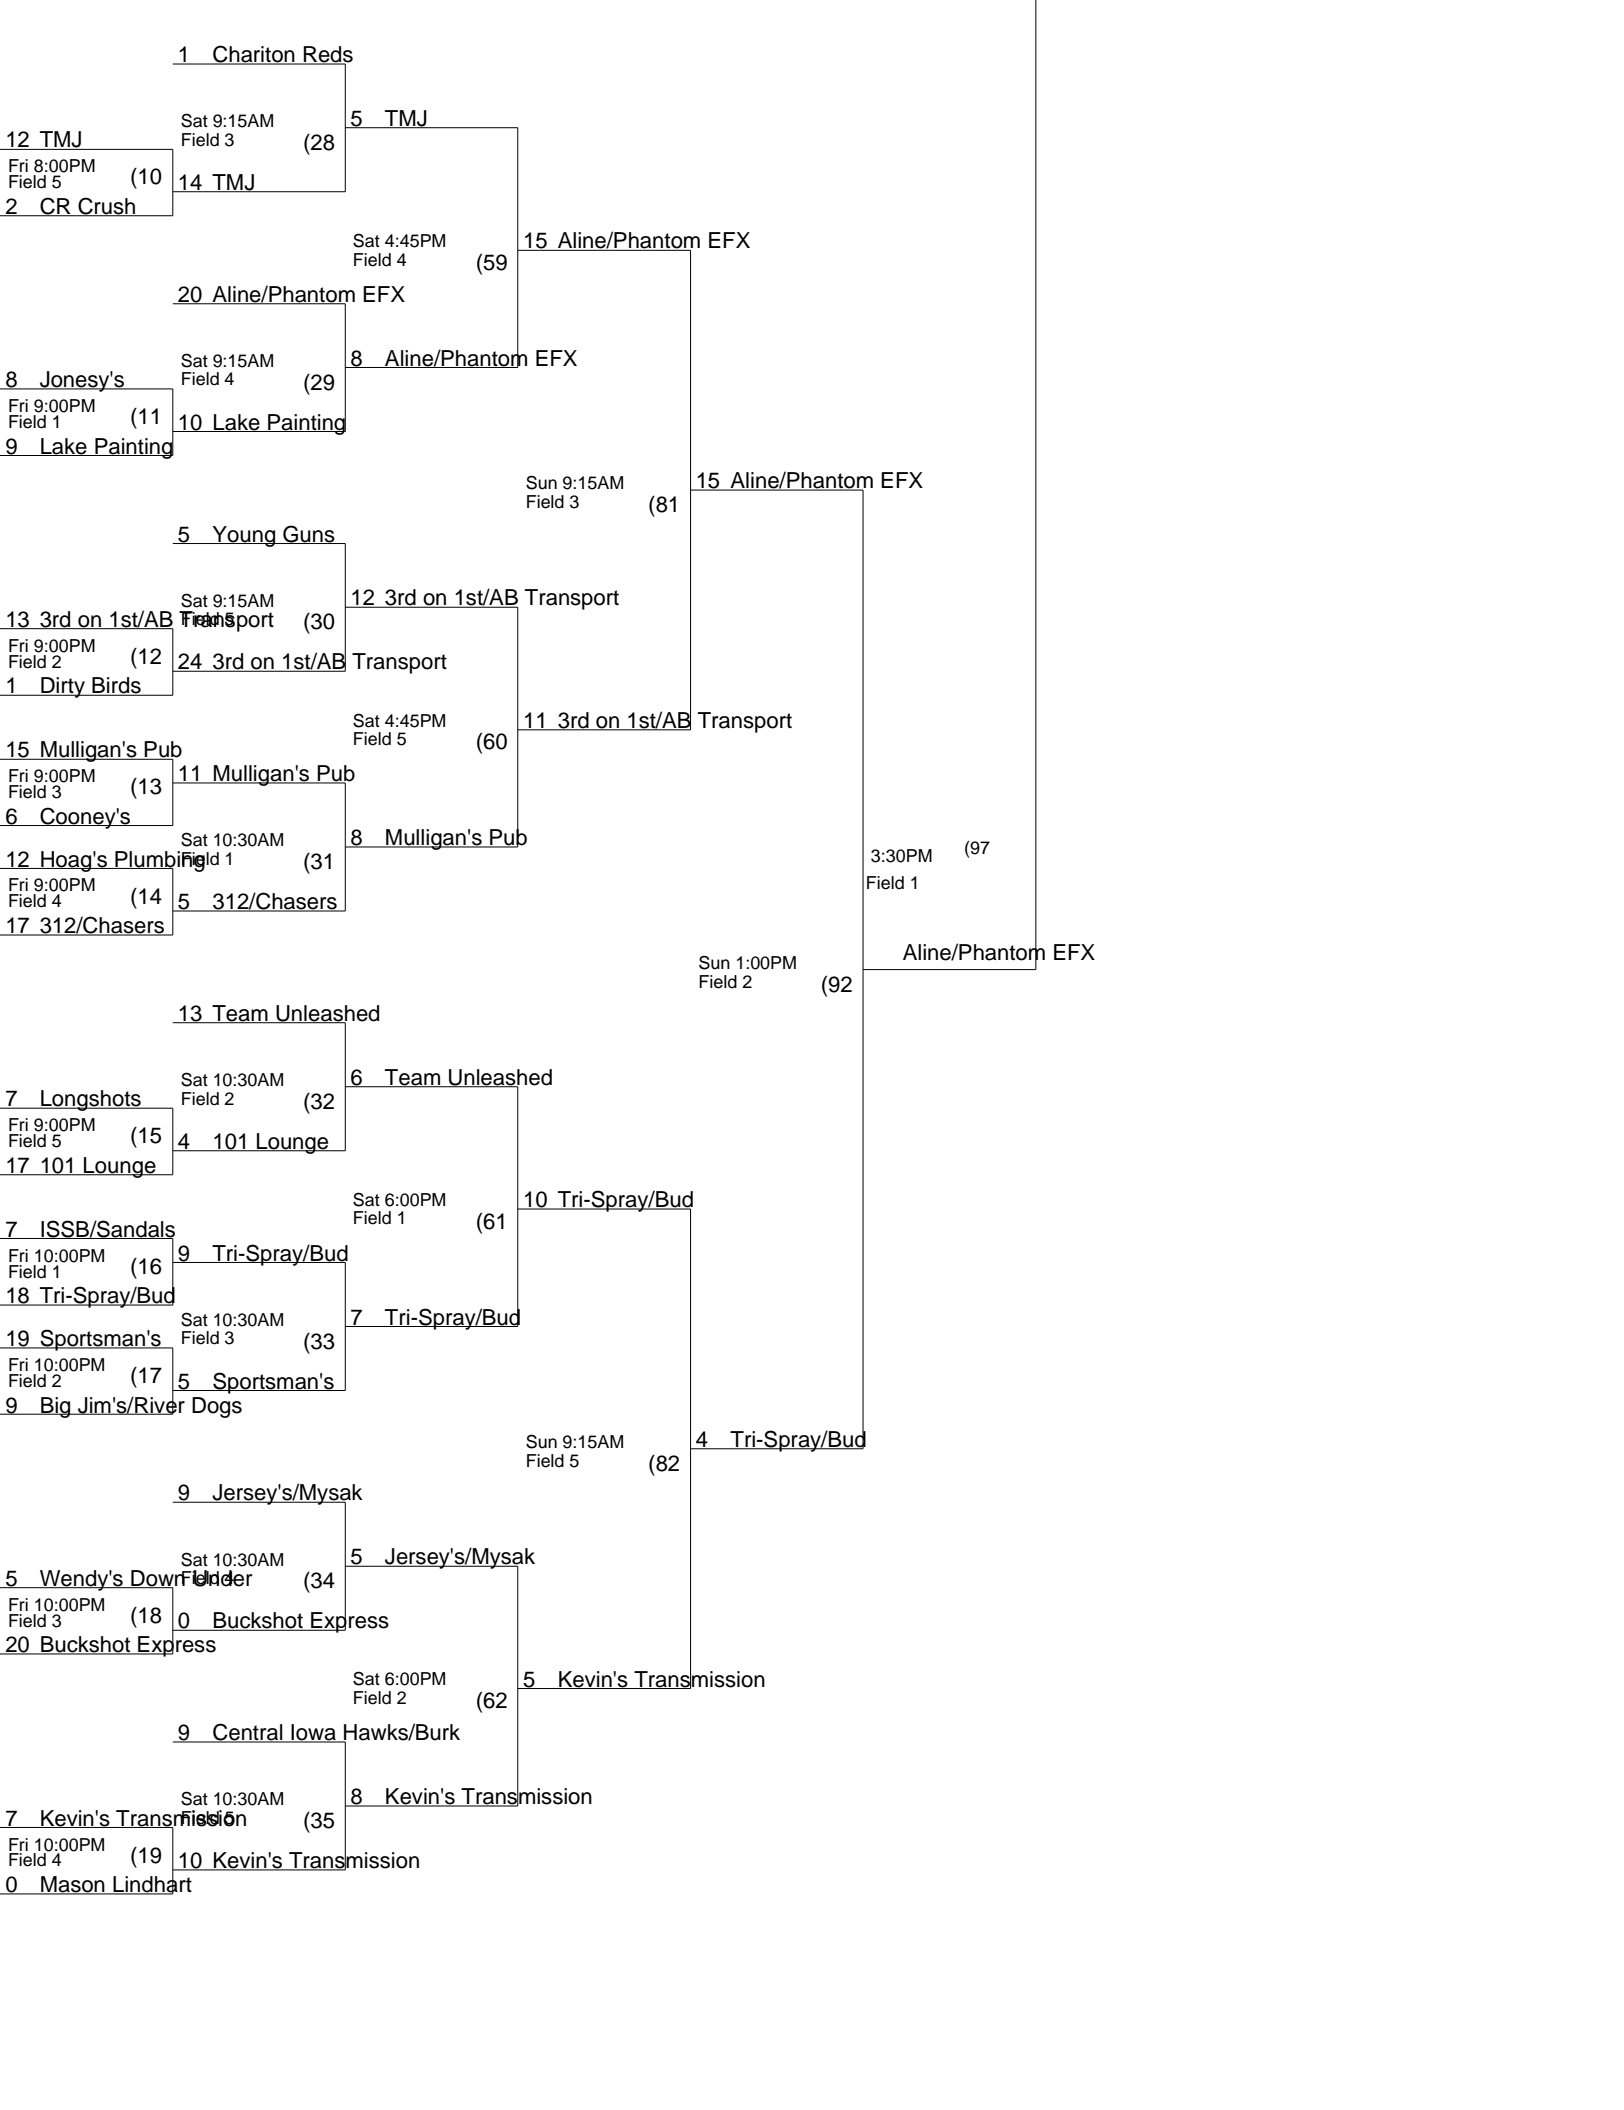 1 Chariton Reds
5 TMJ
Sat 9:15AM
Field 3 (28
12 TMJ
Fri 8:00PM
Field 5 (10
14 TMJ
2 CR Crush
15 Aline/Phantom EFX
Sat 4:45PM
Field 4 (59
20 Aline/Phantom EFX
8 Aline/Phantom EFX
Sat 9:15AM
Field 4 (29
8 Jonesy's
Fri 9:00PM
Field 1 (11
10 Lake Painting
9 Lake Painting
15 Aline/Phantom EFX
Sun 9:15AM
Field 3 (81
5 Young Guns
12 3rd on 1st/AB Transport
Sat 9:15AM
Field 5 (30
13 3rd on 1st/AB Transport
Fri 9:00PM
Field 2 (12
24 3rd on 1st/AB Transport
1 Dirty Birds
11 3rd on 1st/AB Transport
Sat 4:45PM
Field 5 (60
15 Mulligan's Pub
Fri 9:00PM
Field 3 (13
11 Mulligan's Pub
6 Cooney's
8 Mulligan's Pub
Sat 10:30AM
Field 1 (31
12 Hoag's Plumbing
Fri 9:00PM
Field 4 (14
5 312/Chasers
17 312/Chasers
3:30PM (97
Field 1
Aline/Phantom EFX
Sun 1:00PM
Field 2 (92
13 Team Unleashed
6 Team Unleashed
Sat 10:30AM
Field 2 (32
7 Longshots
Fri 9:00PM
Field 5 (15
4 101 Lounge
17 101 Lounge
10 Tri-Spray/Bud
Sat 6:00PM
Field 1 (61
7 ISSB/Sandals
Fri 10:00PM
Field 1 (16
9 Tri-Spray/Bud
18 Tri-Spray/Bud
7 Tri-Spray/Bud
Sat 10:30AM
Field 3 (33
19 Sportsman's
Fri 10:00PM
Field 2 (17
5 Sportsman's
9 Big Jim's/River Dogs
4 Tri-Spray/Bud
Sun 9:15AM
Field 5 (82
9 Jersey's/Mysak
5 Jersey's/Mysak
Sat 10:30AM
Field 4 (34
5 Wendy's Down Under
Fri 10:00PM
Field 3 (18
0 Buckshot Express
20 Buckshot Express
5 Kevin's Transmission
Sat 6:00PM
Field 2 (62
9 Central Iowa Hawks/Burk
8 Kevin's Transmission
Sat 10:30AM
Field 5 (35
7 Kevin's Transmission
Fri 10:00PM
Field 4 (19
10 Kevin's Transmission
0 Mason Lindhart